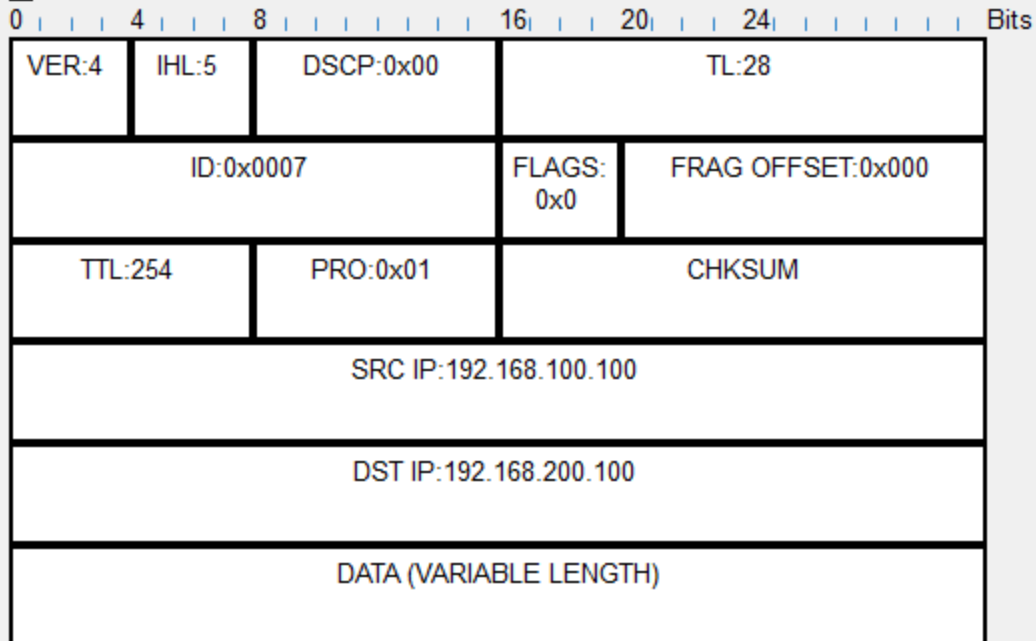 0 4 8 16 20 24 Bits
VER:4 IHL:5 DSCP:0x00 TL:28
ID:0x0007 FLAGS: FRAG OFFSET:0x000
0x0
TTL:254 PRO:0x01 CHKSUM
SRC IP:192.168.100.100
DST IP:192.168.200.100
DATA (VARIABLE LENGTH)